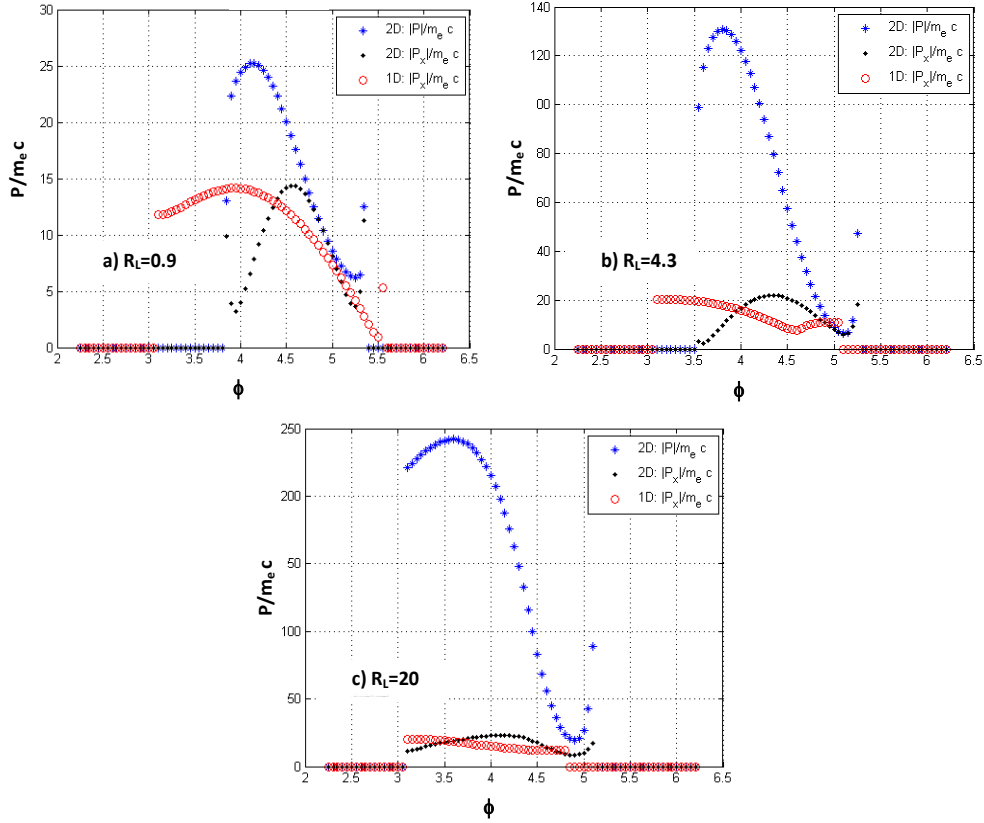 30
25
20
15
10
5
0
P/mₑ c
2D: |P|/mₑ c
2D: |Pₓ|/mₑ c
1D: |Pₓ|/mₑ c
a) R_L=0.9
2 2.5 3 3.5 4 4.5 5 5.5 6 6.5
ϕ
140
120
100
80
60
40
20
0
P/mₑ c
2D: |P|/mₑ c
2D: |Pₓ|/mₑ c
1D: |Pₓ|/mₑ c
b) R_L=4.3
2 2.5 3 3.5 4 4.5 5 5.5 6 6.5
ϕ
250
200
50
100
50
0
P/mₑ c
2D: |P|/mₑ c
2D: |Pₓ|/mₑ c
1D: |Pₓ|/mₑ c
c) R_L=20
2 2.5 3 3.5 4 4.5 5 5.5 6 6.5
ϕ